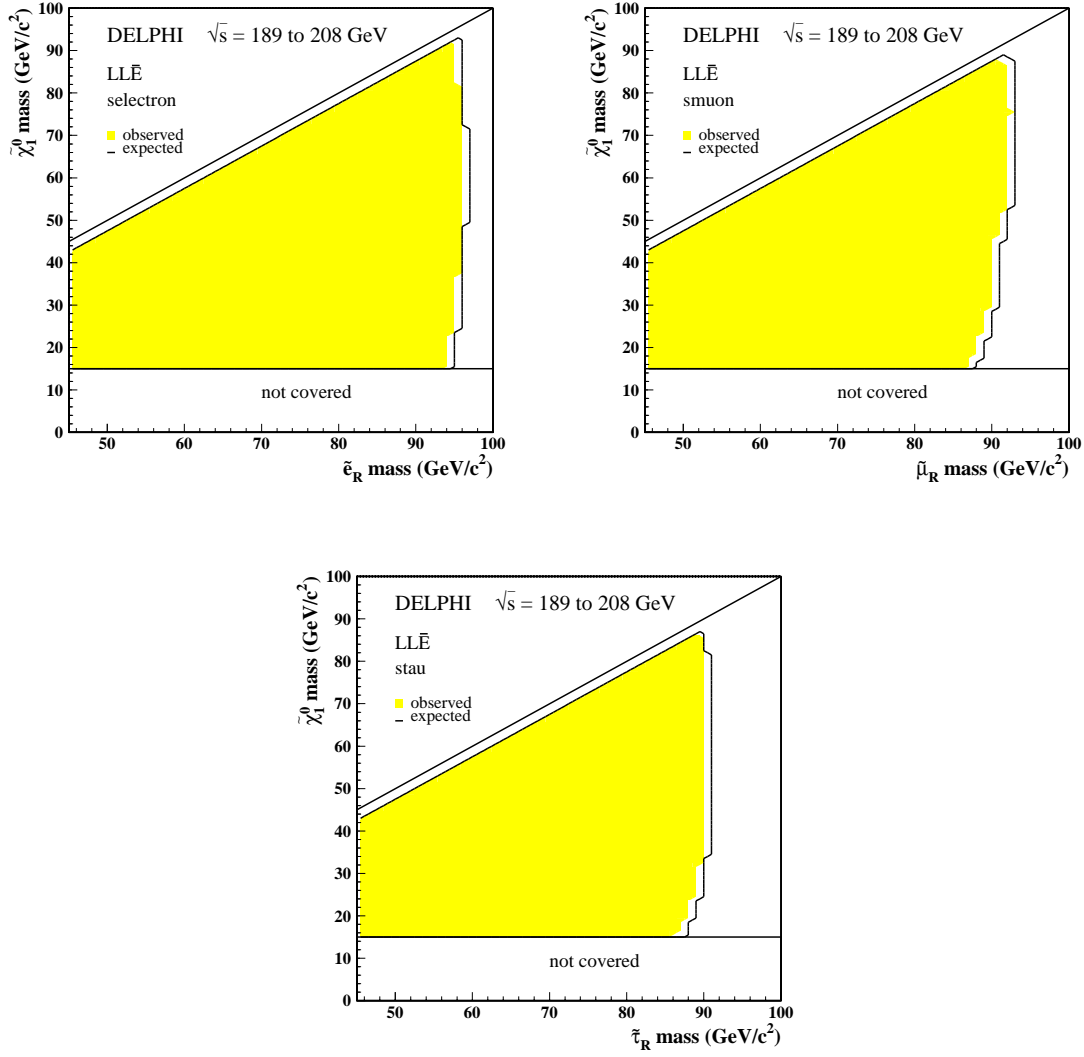 DELPHI √s = 189 to 208 GeV
LLĒ
selectron
observed
expected
not covered
χ̃₁⁰ mass (GeV/c²)
100
90
80
70
60
50
40
30
20
10
0
50 60 70 80 90 100
ẽ_R mass (GeV/c²)
DELPHI √s = 189 to 208 GeV
LLĒ
smuon
observed
expected
not covered
χ̃₁⁰ mass (GeV/c²)
100
90
80
70
60
50
40
30
20
10
0
50 60 70 80 90 100
μ̃_R mass (GeV/c²)
DELPHI √s = 189 to 208 GeV
LLĒ
stau
observed
expected
not covered
χ̃₁⁰ mass (GeV/c²)
100
90
80
70
60
50
40
30
20
10
0
50 60 70 80 90 100
τ̃_R mass (GeV/c²)